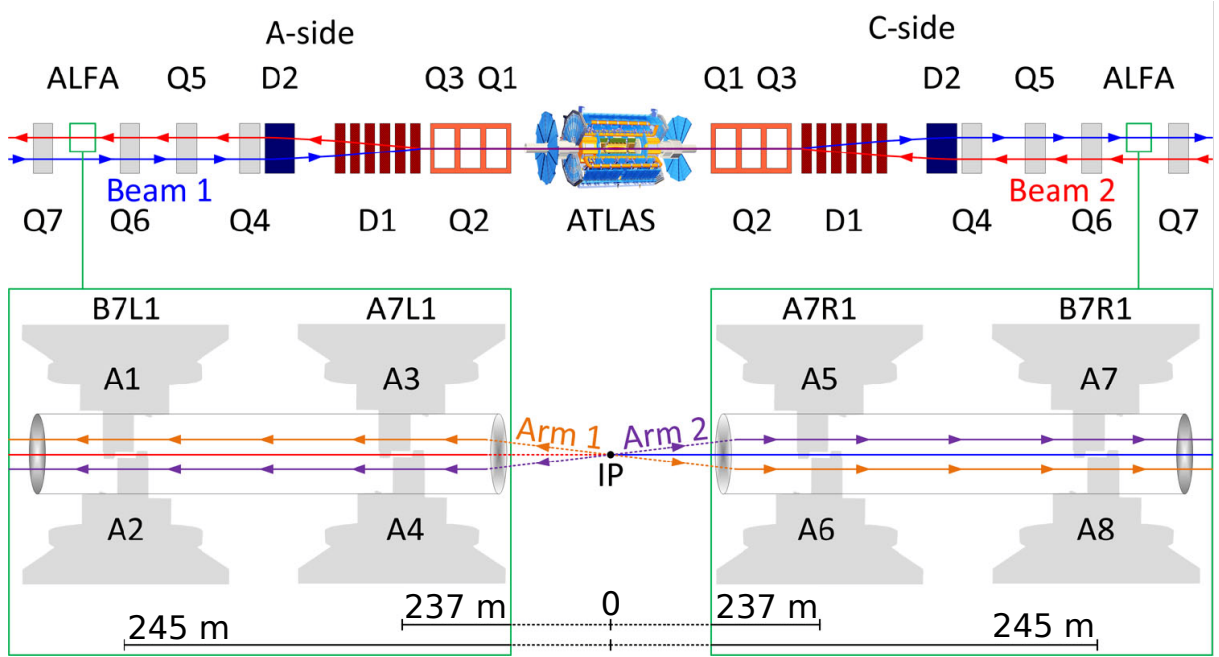 A-side C-side
ALFA Q5 D2 Q3 Q1 Q1 Q3 D2 Q5 ALFA
Beam 1 Beam 2
Q7 Q6 Q4 D1 Q2 ATLAS Q2 D1 Q4 Q6 Q7
B7L1 A7L1 A7R1 B7R1
A1 A3 A5 A7
Arm 1 Arm 2
IP
A2 A4 A6 A8
237 m 0 237 m
245 m 245 m